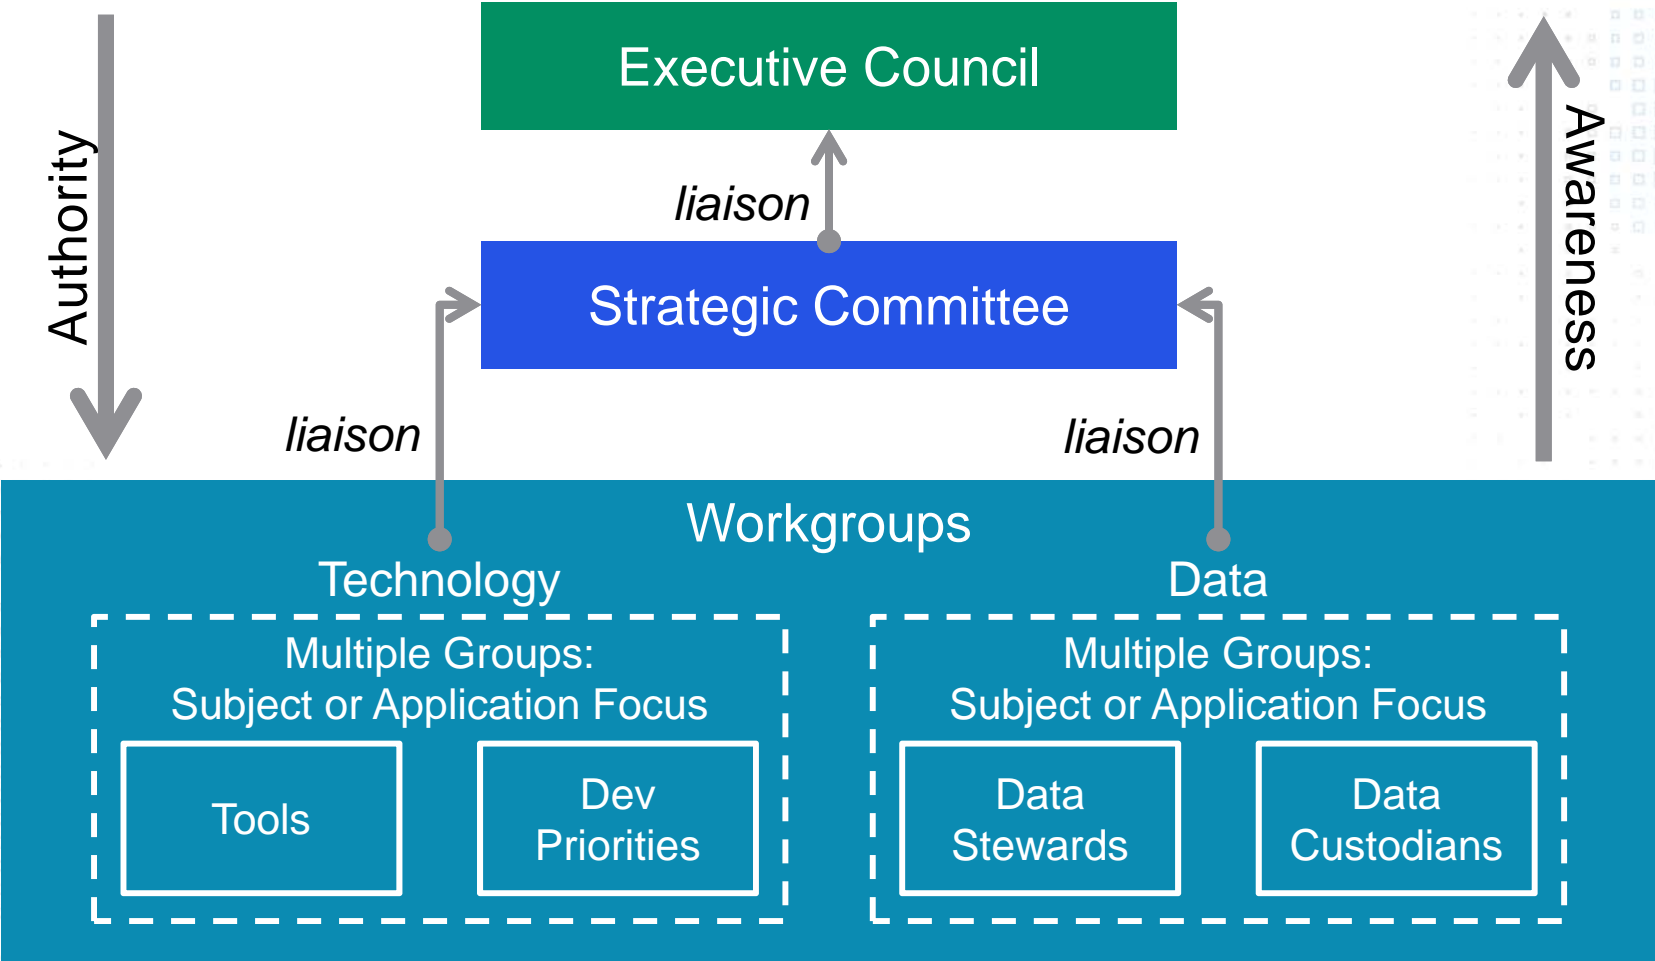 Executive Council
Authority
Awareness
liaison
Strategic Committee
liaison
liaison
Workgroups
Technology
Multiple Groups:
Subject or Application Focus
Tools
Dev
Priorities
Data
Multiple Groups:
Subject or Application Focus
Data
Stewards
Data
Custodians